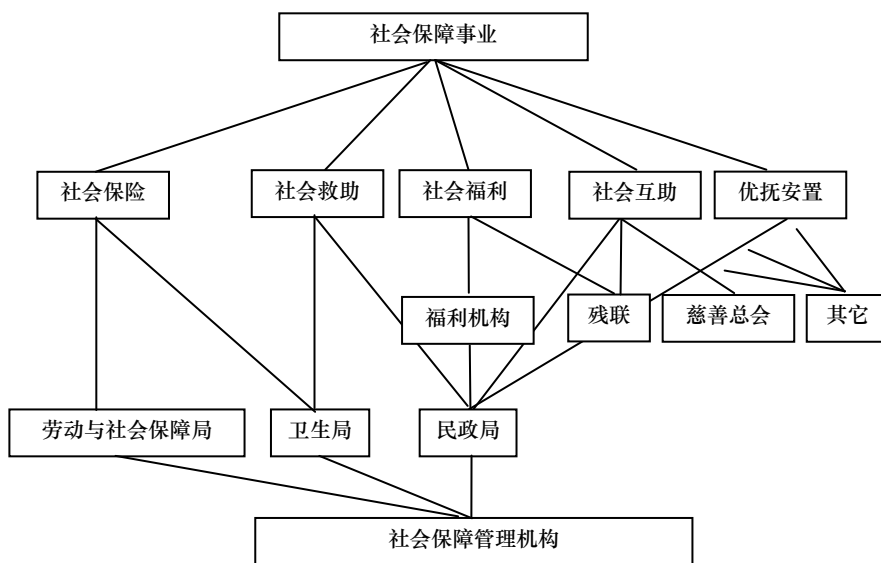 社会保障事业
社会保险
社会救助
社会福利
社会互助
优抚安置
福利机构
残联
慈善总会
其它
劳动与社会保障局
卫生局
民政局
社会保障管理机构